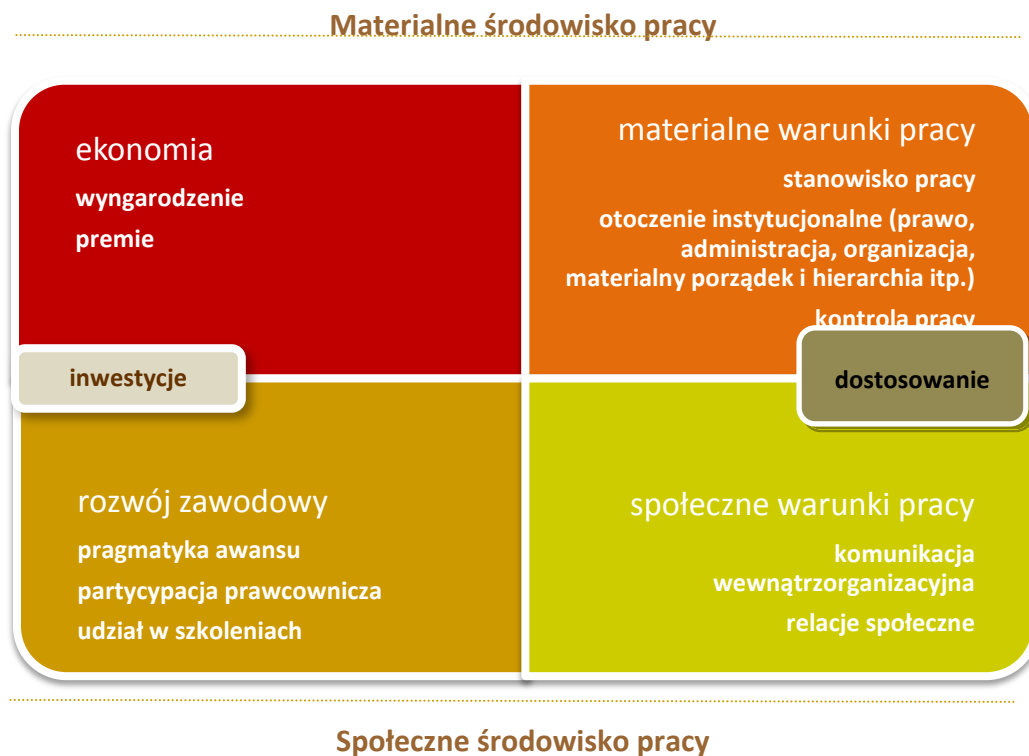 Materialne środowisko pracy
ekonomia
wyngarodzenie
premie
materialne warunki pracy
stanowisko pracy
otoczenie instytucjonalne (prawo,
administracja, organizacja,
materialny porządek i hierarchia itp.)
kontrola pracy
inwestycje
dostosowanie
rozwój zawodowy
pragmatyka awansu
partycypacja prawcownicza
udział w szkoleniach
społeczne warunki pracy
komunikacja
wewnątrzorganizacyjna
relacje społeczne
Społeczne środowisko pracy